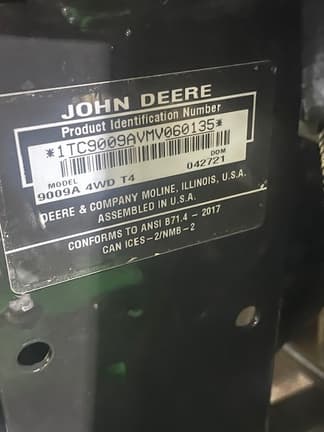 JOHN DEERE
Product Identification Number
*1TC9009AVMV060135*
MODEL DOM
9009A 4WD T4 042721
DEERE & COMPANY MOLINE, ILLINOIS, U.S.A.
ASSEMBLED IN U.S.A.
CONFORMS TO ANSI B71.4 - 2017
CAN ICES-2/NMB-2